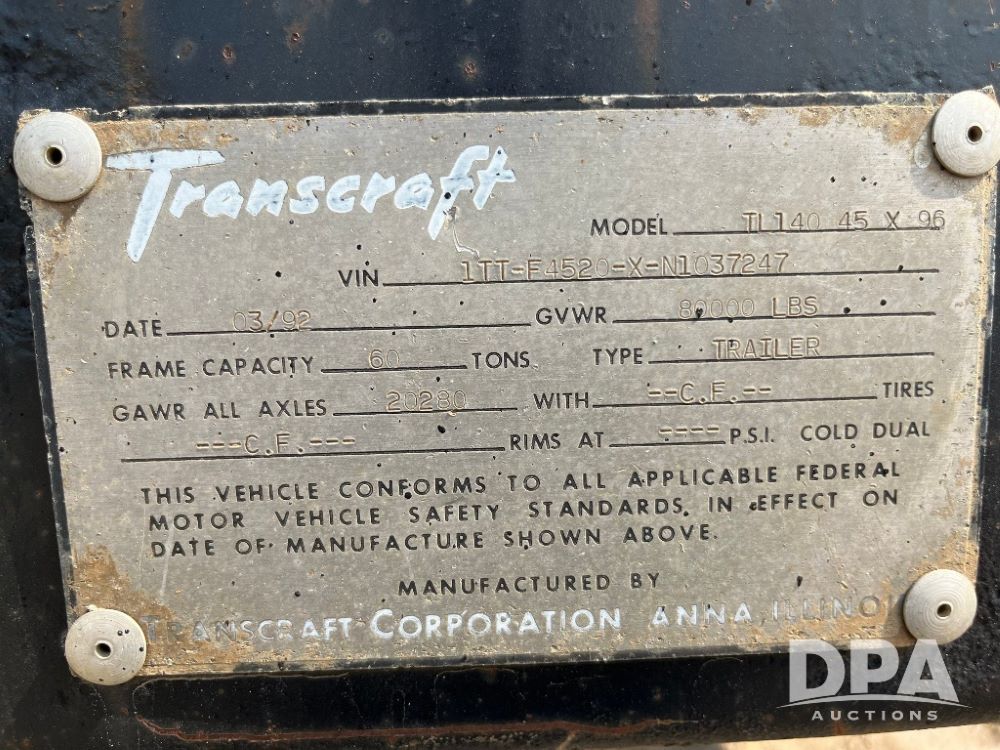 Transcraft
MODEL TL140 45 X 96
VIN 1TT-F4520-X-N1037247
DATE 03/92 GVWR 80000 LBS
FRAME CAPACITY 60 TONS TYPE TRAILER
GAWR ALL AXLES 20280 WITH --C.F.-- TIRES
---C.F.--- RIMS AT ---- P.S.I. COLD DUAL
THIS VEHICLE CONFORMS TO ALL APPLICABLE FEDERAL
MOTOR VEHICLE SAFETY STANDARDS, IN EFFECT ON
DATE OF MANUFACTURE SHOWN ABOVE.
MANUFACTURED BY
TRANSCRAFT CORPORATION ANNA, ILLINOIS
DPA
AUCTIONS